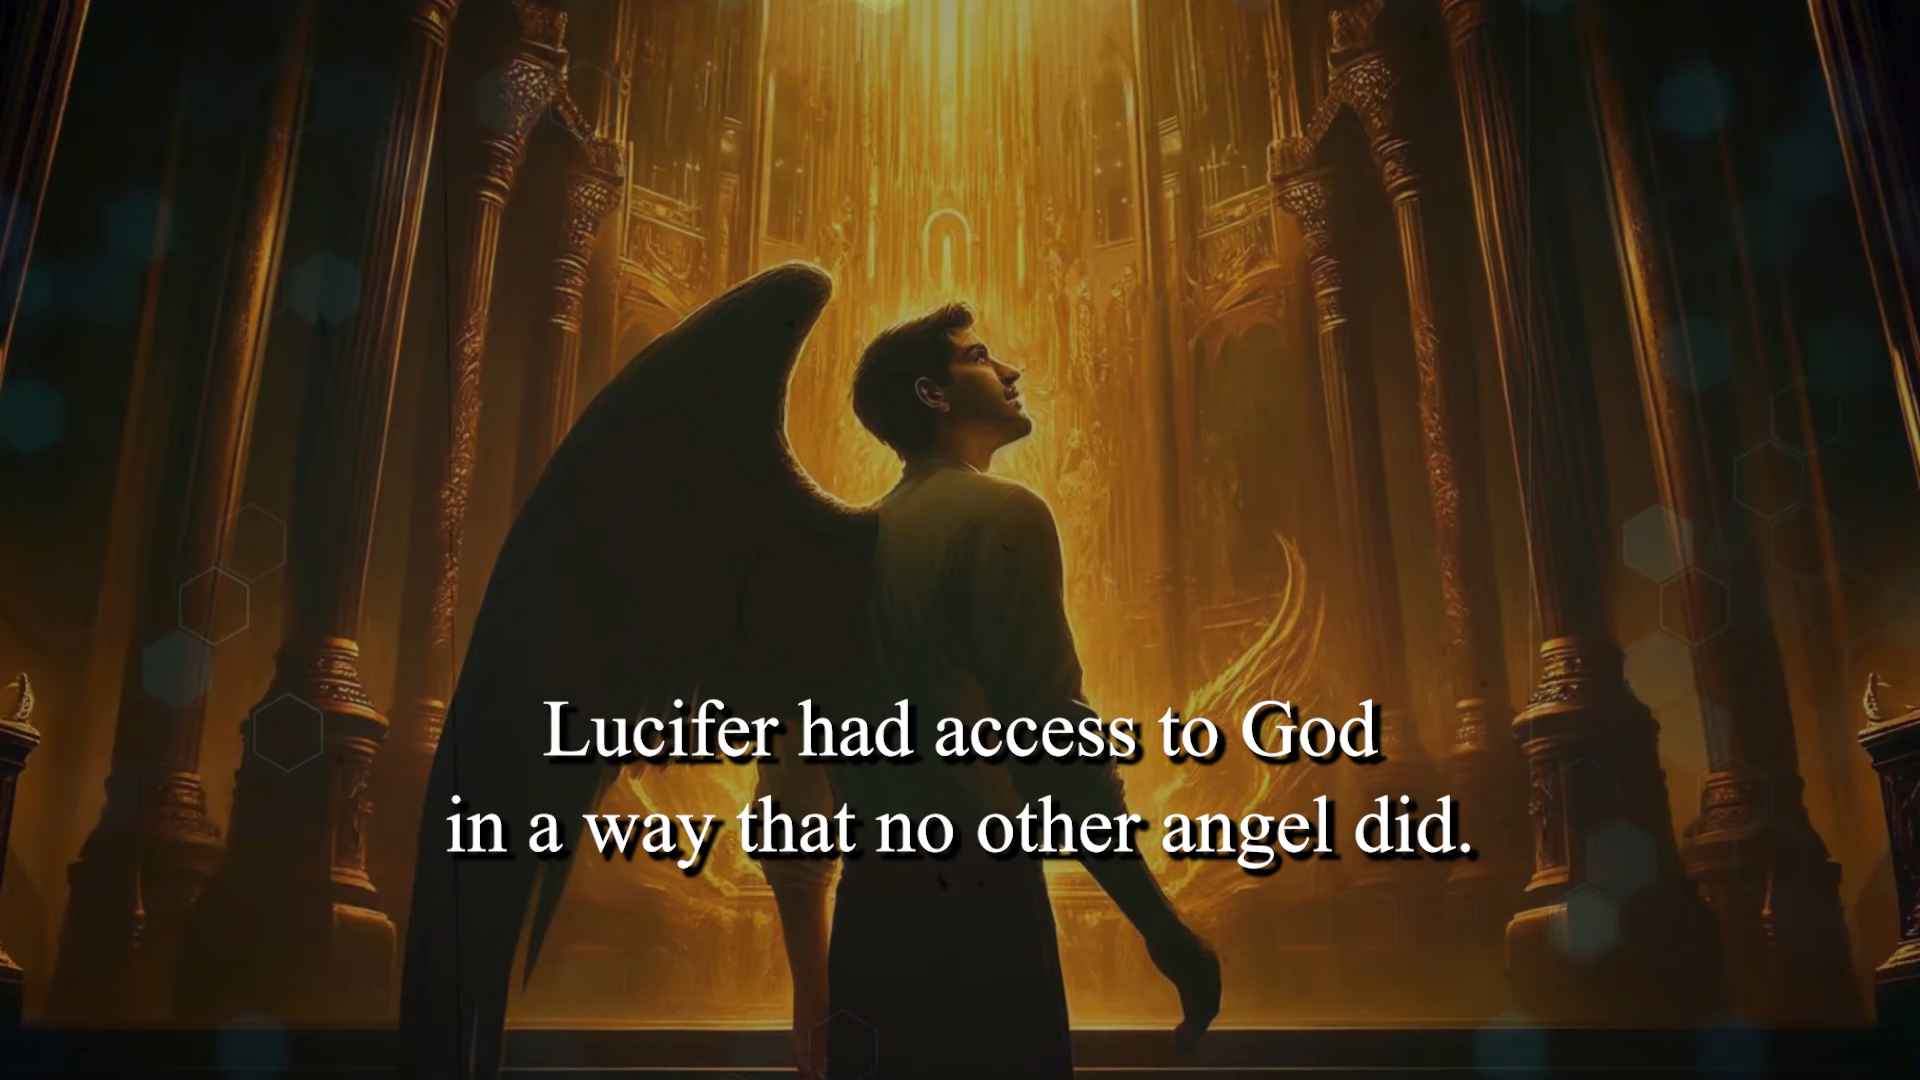 Lucifer had access to God
in a way that no other angel did.